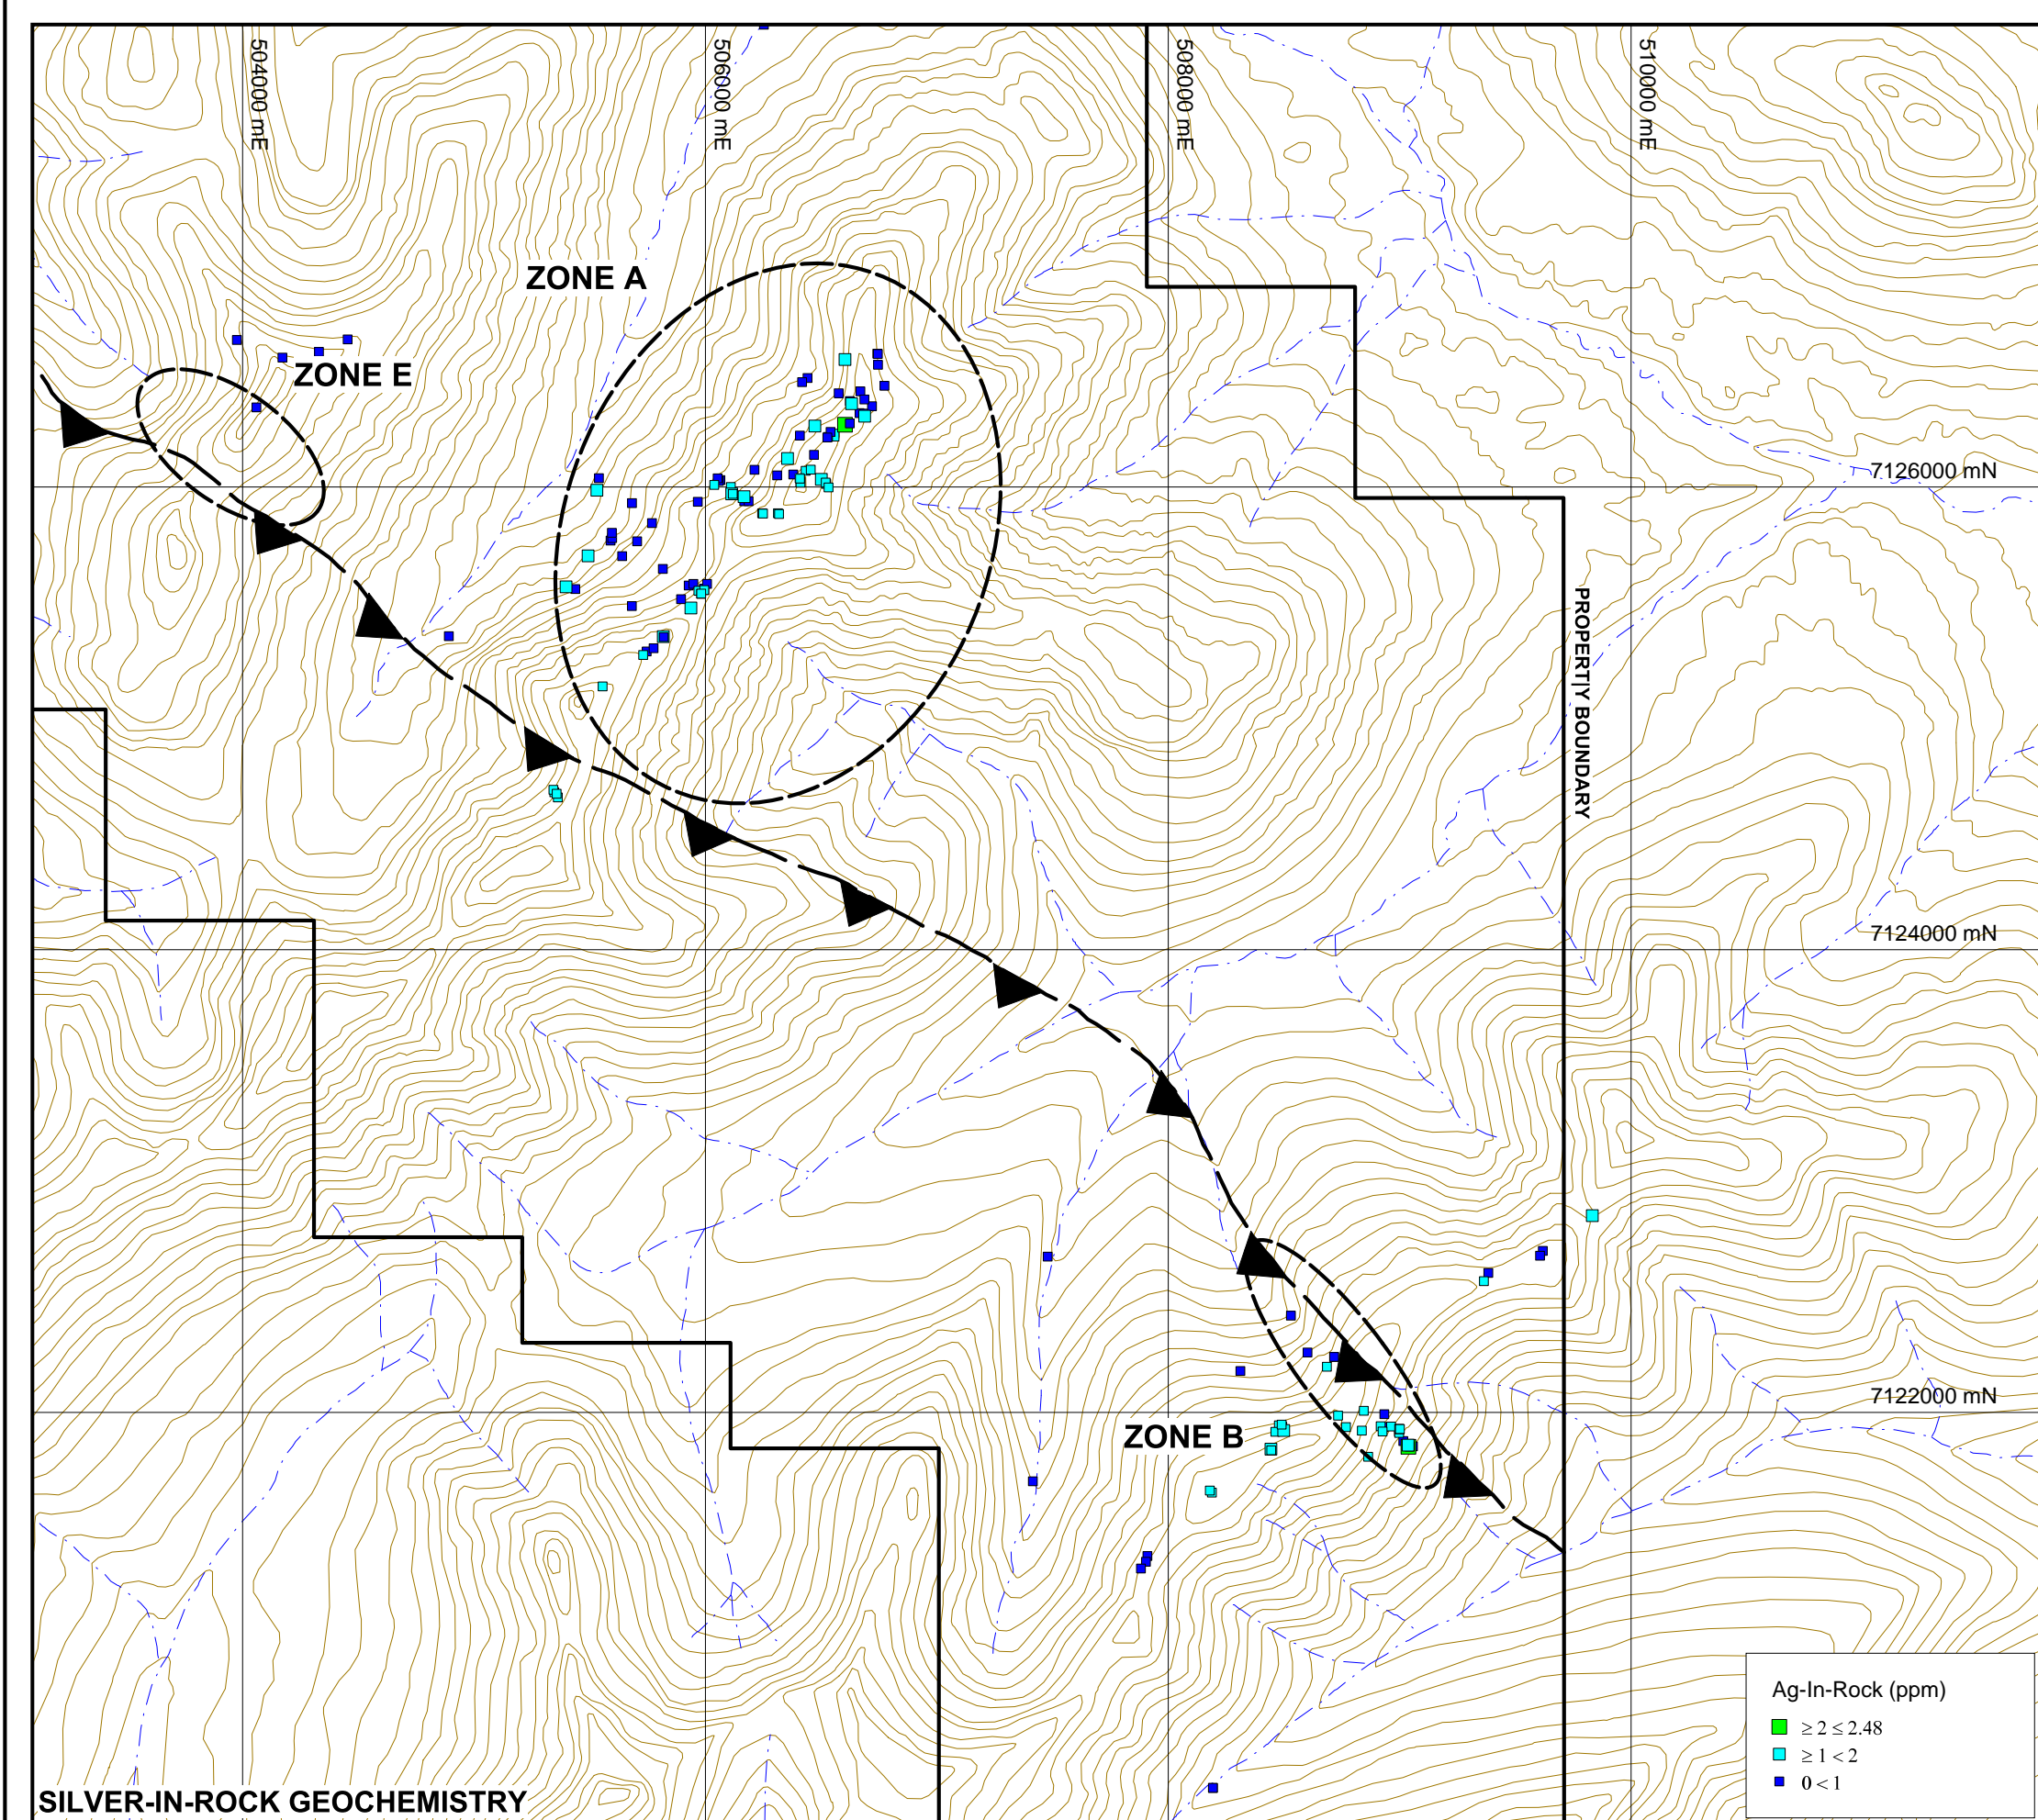 504000 mE
506000 mE
508000 mE
510000 mE
ZONE A
ZONE E
7126000 mN
PROPERTIY BOUNDARY
7124000 mN
7122000 mN
ZONE B
Ag-In-Rock (ppm)
≥ 2 ≤ 2.48
≥ 1 < 2
0 < 1
SILVER-IN-ROCK GEOCHEMISTRY